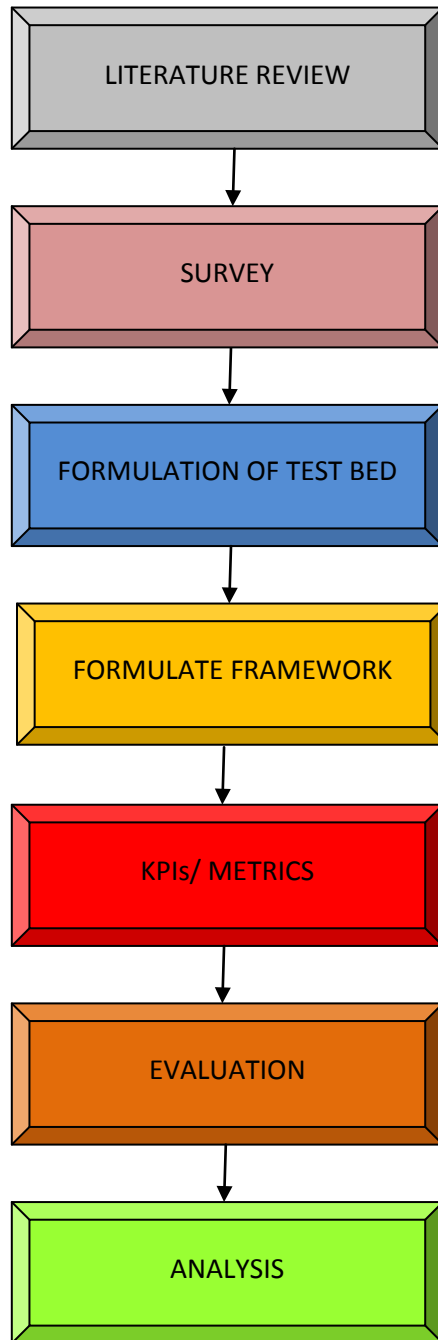 LITERATURE REVIEW
SURVEY
FORMULATION OF TEST BED
FORMULATE FRAMEWORK
KPIs/ METRICS
EVALUATION
ANALYSIS